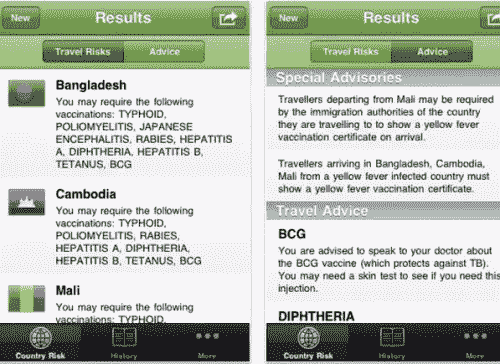 New
Results
Travel Risks
Advice
Bangladesh
You may require the following
vaccinations: TYPHOID,
POLIOMYELITIS, JAPANESE
ENCEPHALITIS, RABIES, HEPATITIS
A, DIPHTHERIA, HEPATITIS B,
TETANUS, BCG
Cambodia
You may require the following
vaccinations: TYPHOID,
POLIOMYELITIS, RABIES,
HEPATITIS A, DIPHTHERIA,
HEPATITIS B, TETANUS, BCG
Mali
You may require the following
vaccinations: TYPHOID,
Country Risk
History
More
New
Results
Travel Risks
Advice
Special Advisories
Travellers departing from Mali may be required
by the immigration authorities of the country
they are travelling to to show a yellow fever
vaccination certificate on arrival.
Travellers arriving in Bangladesh, Cambodia,
Mali from a yellow fever infected country must
show a yellow fever vaccination certificate.
Travel Advice
BCG
You are advised to speak to your doctor about
the BCG vaccine (which protects against TB).
You may need a skin test to see if you need this
injection.
DIPHTHERIA
Country Risk
History
More